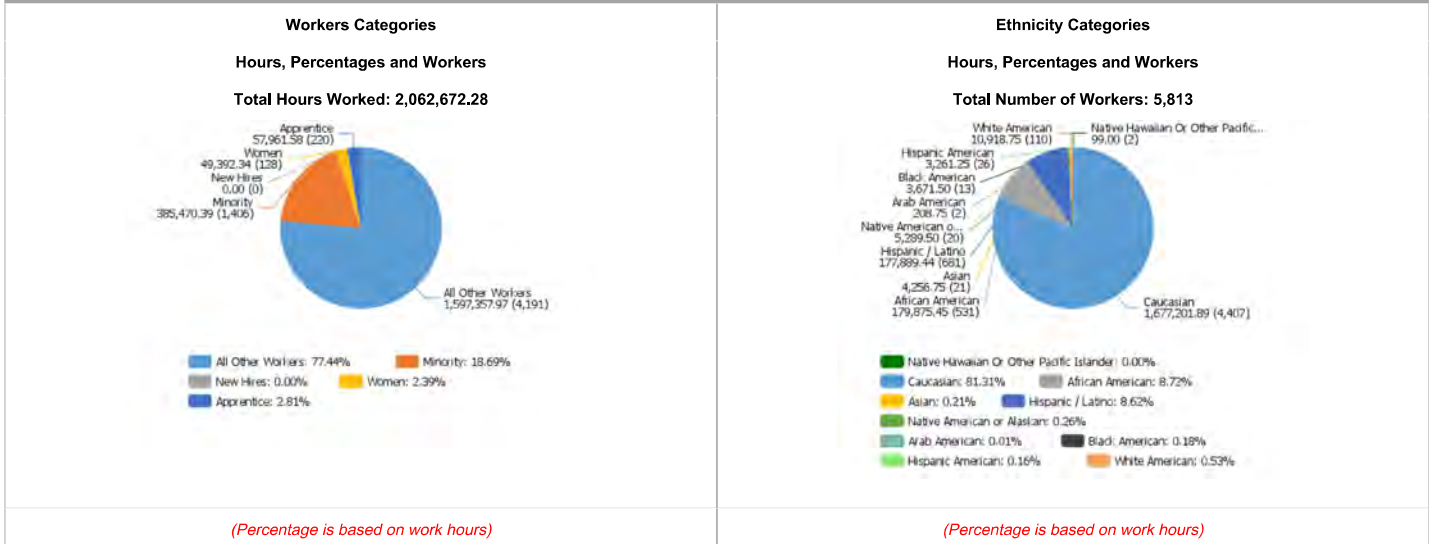 Workers Categories
Hours, Percentages and Workers
Total Hours Worked: 2,062,672.28
Apprentice
57,961.58 (220)
Women
49,392.34 (128)
New Hires
0.00 (0)
Minority
385,470.39 (1,406)
All Other Workers
1,597,357.97 (4,191)
All Other Workers: 77.44%
Minority: 18.69%
New Hires: 0.00%
Women: 2.39%
Apprentice: 2.81%
(Percentage is based on work hours)
Ethnicity Categories
Hours, Percentages and Workers
Total Number of Workers: 5,813
White American
10,918.75 (110)
Native Hawaiian Or Other Pacific...
99.00 (2)
Hispanic American
3,261.25 (26)
Black American
3,671.50 (13)
Arab American
208.75 (2)
Native American o...
5,289.50 (20)
Hispanic / Latino
177,889.44 (681)
Asian
4,256.75 (21)
African American
179,875.45 (531)
Caucasian
1,677,201.89 (4,407)
Native Hawaiian Or Other Pacific Islander: 0.00%
Caucasian: 81.31%
African American: 8.72%
Asian: 0.21%
Hispanic / Latino: 8.62%
Native American or Alaskan: 0.26%
Arab American: 0.01%
Black American: 0.18%
Hispanic American: 0.16%
White American: 0.53%
(Percentage is based on work hours)